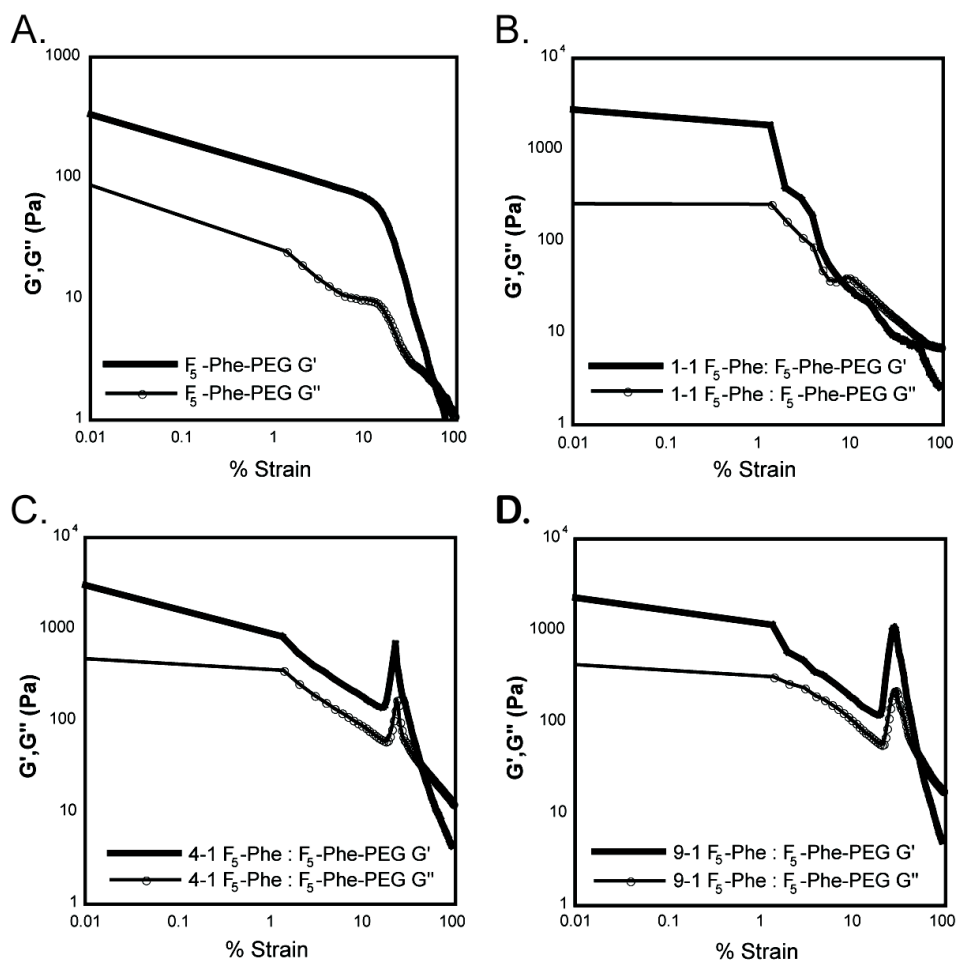 A.
1000
100
10
1
0.01
0.1
1
10
100
G',G'' (Pa)
% Strain
F5-Phe-PEG G'
F5-Phe-PEG G''
B.
10^4
1000
100
10
1
0.01
0.1
1
10
100
G',G'' (Pa)
% Strain
1-1 F5-Phe: F5-Phe-PEG G'
1-1 F5-Phe : F5-Phe-PEG G''
C.
10^4
1000
100
10
1
0.01
0.1
1
10
100
G',G'' (Pa)
% Strain
4-1 F5-Phe : F5-Phe-PEG G'
4-1 F5-Phe : F5-Phe-PEG G''
D.
10^4
1000
100
10
1
0.01
0.1
1
10
100
G',G'' (Pa)
% Strain
9-1 F5-Phe : F5-Phe-PEG G'
9-1 F5-Phe : F5-Phe-PEG G''